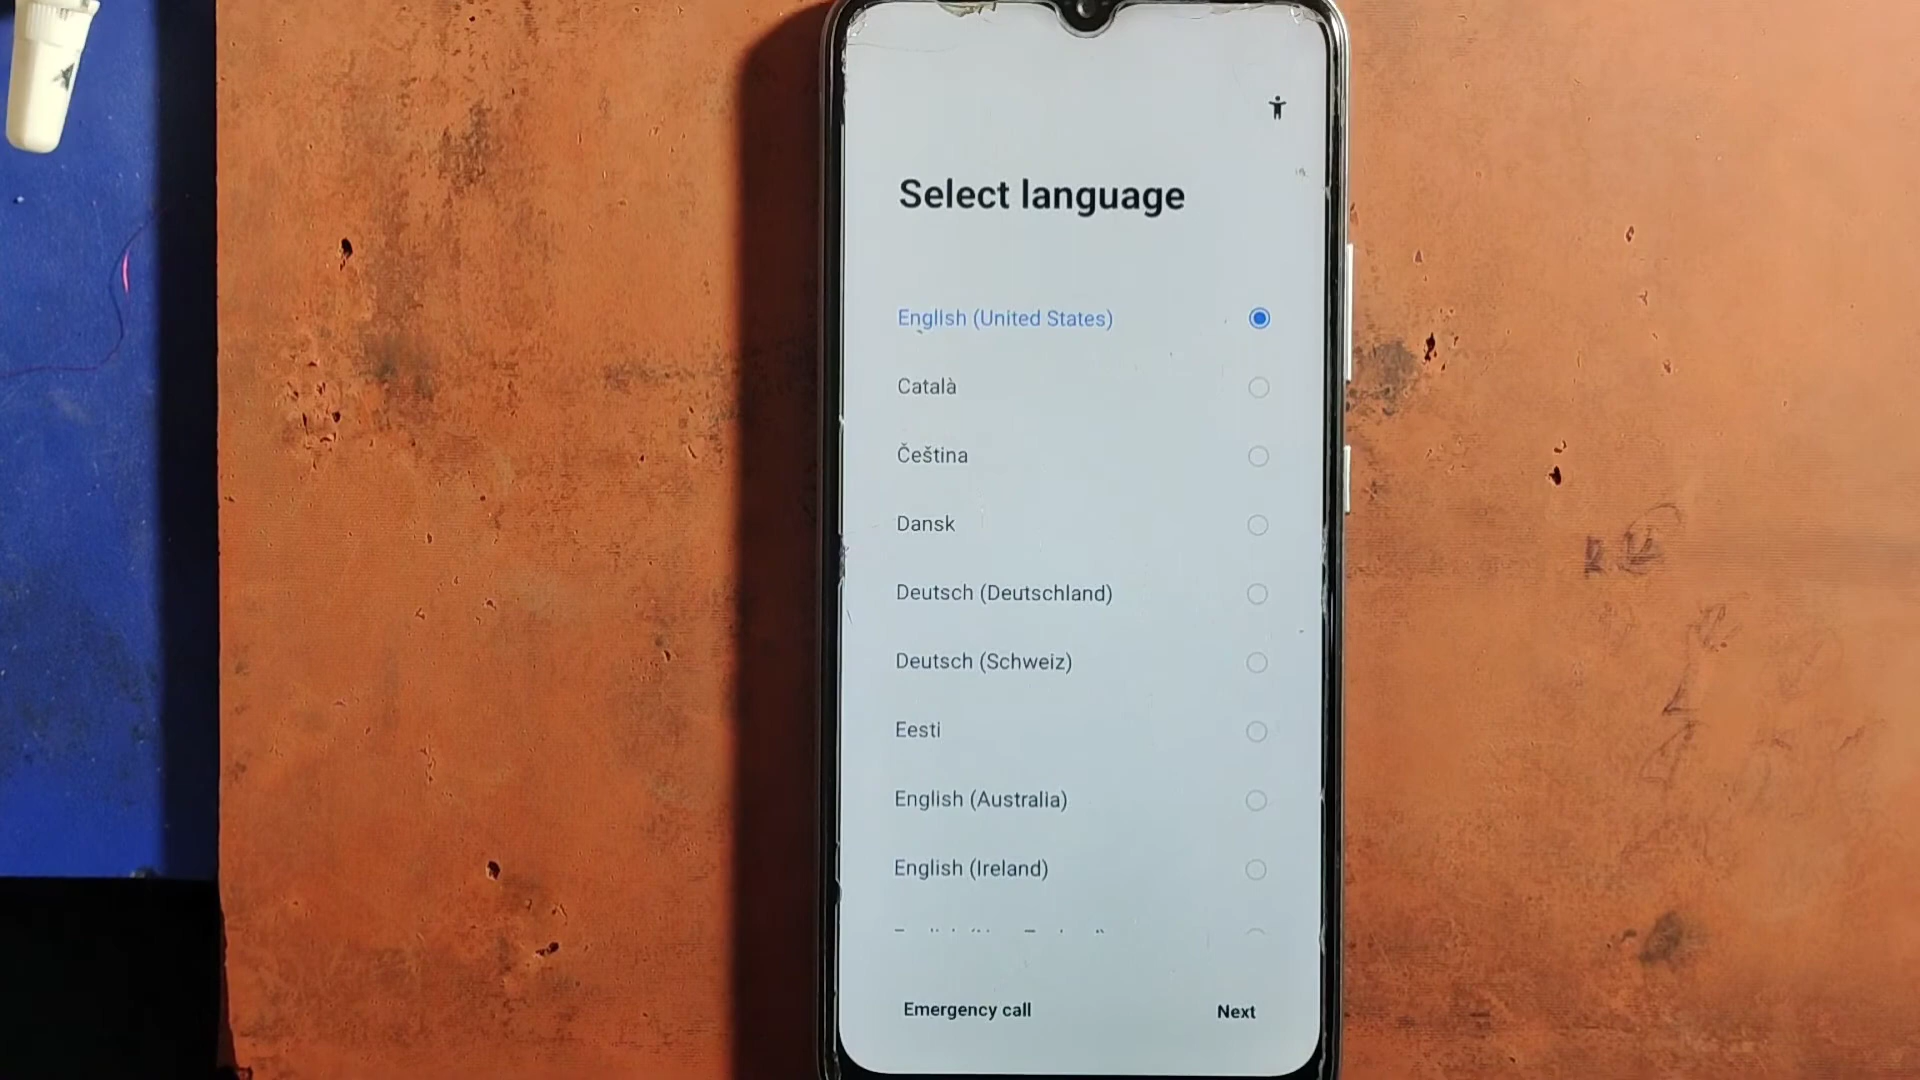 Select language
English (United States)
Català
Čeština
Dansk
Deutsch (Deutschland)
Deutsch (Schweiz)
Eesti
English (Australia)
English (Ireland)
Emergency call
Next